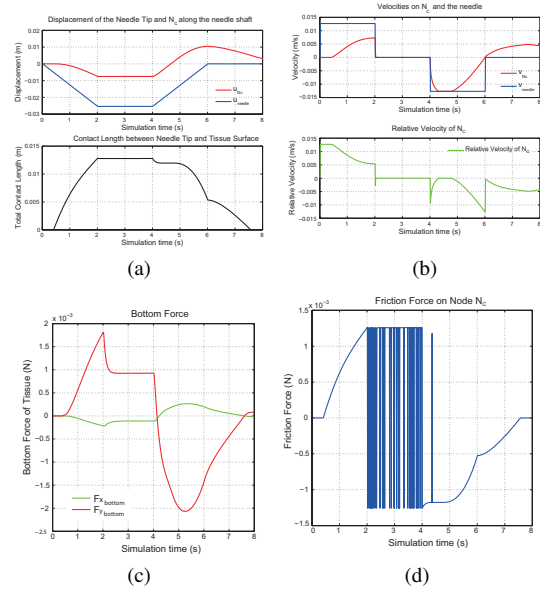 Displacement of the Needle Tip and N_C along the needle shaft
Displacement (m)
0.02
0.01
0
−0.01
−0.02
−0.03
0 1 2 3 4 5 6 7 8
Simulation time (s)
u_Nc
u_needle
Contact Length between Needle Tip and Tissue Surface
Total Contact Length (m)
0.015
0.01
0.005
0
0 1 2 3 4 5 6 7 8
Simulation time (s)
(a)
Velocities on N_C and the needle
Velocity (m/s)
0.015
0.01
0.005
0
−0.005
−0.01
−0.015
0 1 2 3 4 5 6 7 8
Simulation time (s)
v_Nc
v_needle
Relative Velocity of N_C
Relative Velocity (m/s)
0.015
0.01
0.005
0
−0.005
−0.01
−0.015
0 1 2 3 4 5 6 7 8
Simulation time (s)
Relative Velocity of N_C
(b)
Bottom Force
x 10⁻³
Bottom Force of Tissue (N)
2
1.5
1
0.5
0
−0.5
−1
−1.5
−2
−2.5
0 1 2 3 4 5 6 7 8
Simulation time (s)
Fx_bottom
Fy_bottom
(c)
Friction Force on Node N_C
x 10⁻³
Friction Force (N)
1.5
1
0.5
0
−0.5
−1
−1.5
0 1 2 3 4 5 6 7 8
Simulation time (s)
(d)